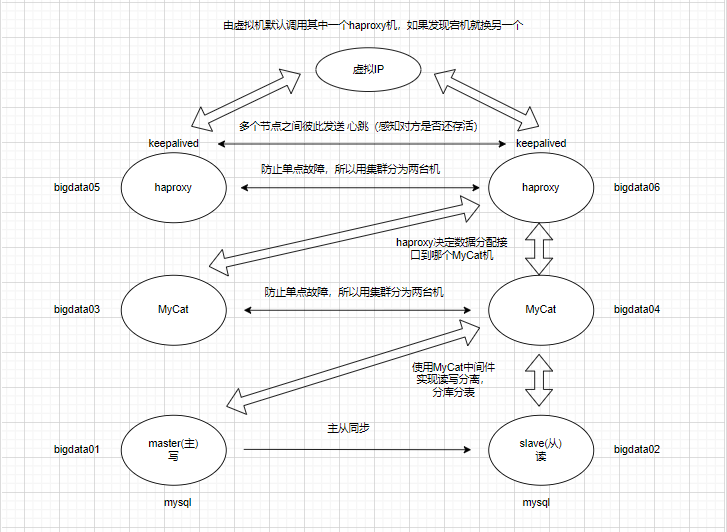 由虚拟机默认调用其中一个haproxy机，如果发现宕机就换另一个
虚拟IP
多个节点之间彼此发送 心跳（感知对方是否还存活）
keepalived
keepalived
防止单点故障，所以用集群分为两台机
bigdata05
haproxy
haproxy
bigdata06
haproxy决定数据分配接
口到哪个MyCat机
防止单点故障，所以用集群分为两台机
bigdata03
MyCat
MyCat
bigdata04
使用MyCat中间件
实现读写分离，
分库分表
主从同步
bigdata01
master(主)
写
slave(从)
读
bigdata02
mysql
mysql